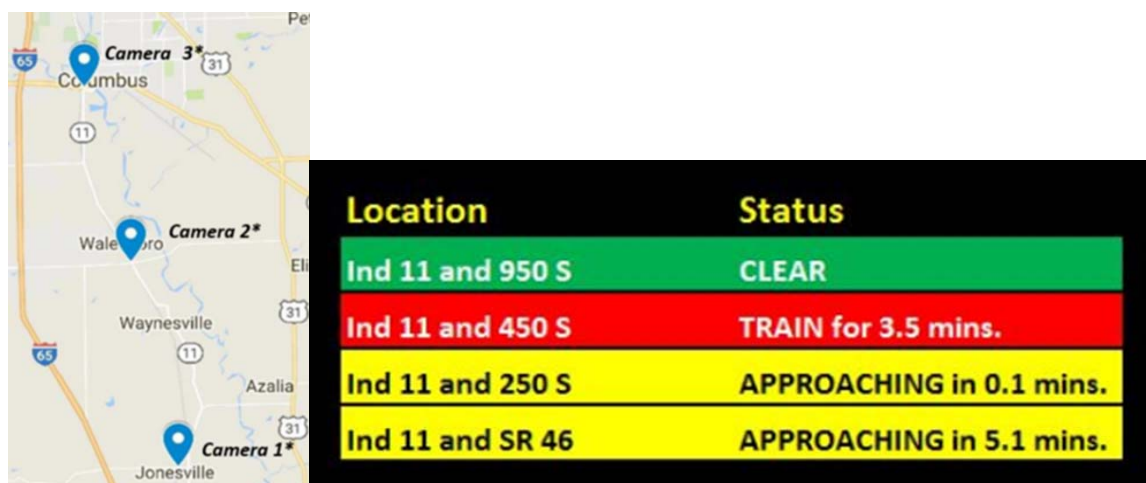 Pe
65
Camera 3*
31
Columbus
11
Camera 2*
Walesboro
Eli
31
Waynesville
11
65
Azalia
31
Camera 1*
Jonesville
Location Status
Ind 11 and 950 S CLEAR
Ind 11 and 450 S TRAIN for 3.5 mins.
Ind 11 and 250 S APPROACHING in 0.1 mins.
Ind 11 and SR 46 APPROACHING in 5.1 mins.